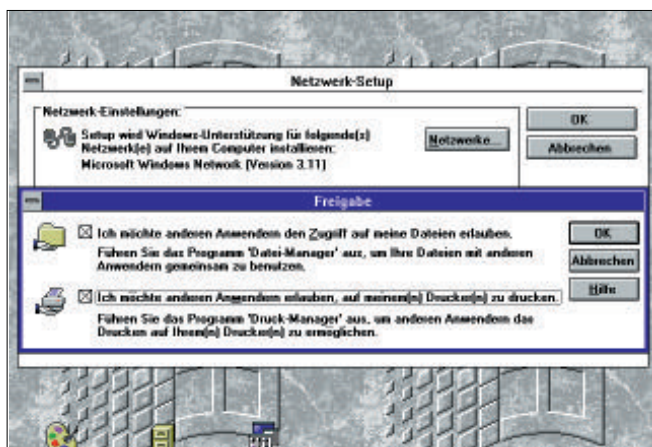 Netzwerk-Setup
Netzwerk-Einstellungen:
Setup wird Windows-Unterstützung für folgende(s)
Netzwerk(e) auf Ihrem Computer installieren:
Microsoft Windows Network (Version 3.11)
Netzwerke...
OK
Abbrechen
Freigabe
Ich möchte anderen Anwendern den Zugriff auf meine Dateien erlauben.
Führen Sie das Programm 'Datei-Manager' aus, um Ihre Dateien mit anderen
Anwendern gemeinsam zu benutzen.
Ich möchte anderen Anwendern erlauben, auf meinem(n) Drucker(n) zu drucken.
Führen Sie das Programm 'Druck-Manager' aus, um anderen Anwendern das
Drucken auf Ihrem(n) Drucker(n) zu ermöglichen.
OK
Abbrechen
Hilfe